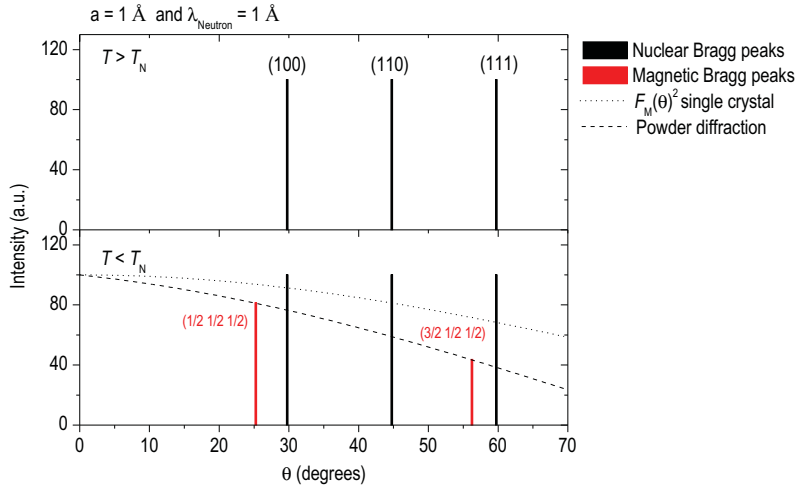 a = 1 Å and λNeutron = 1 Å
120
80
40
0
T > TN
(100)
(110)
(111)
Nuclear Bragg peaks
Magnetic Bragg peaks
FM(θ)2 single crystal
Powder diffraction
Intensity (a.u.)
120
80
40
0
T < TN
(1/2 1/2 1/2)
(3/2 1/2 1/2)
0 10 20 30 40 50 60 70
θ (degrees)